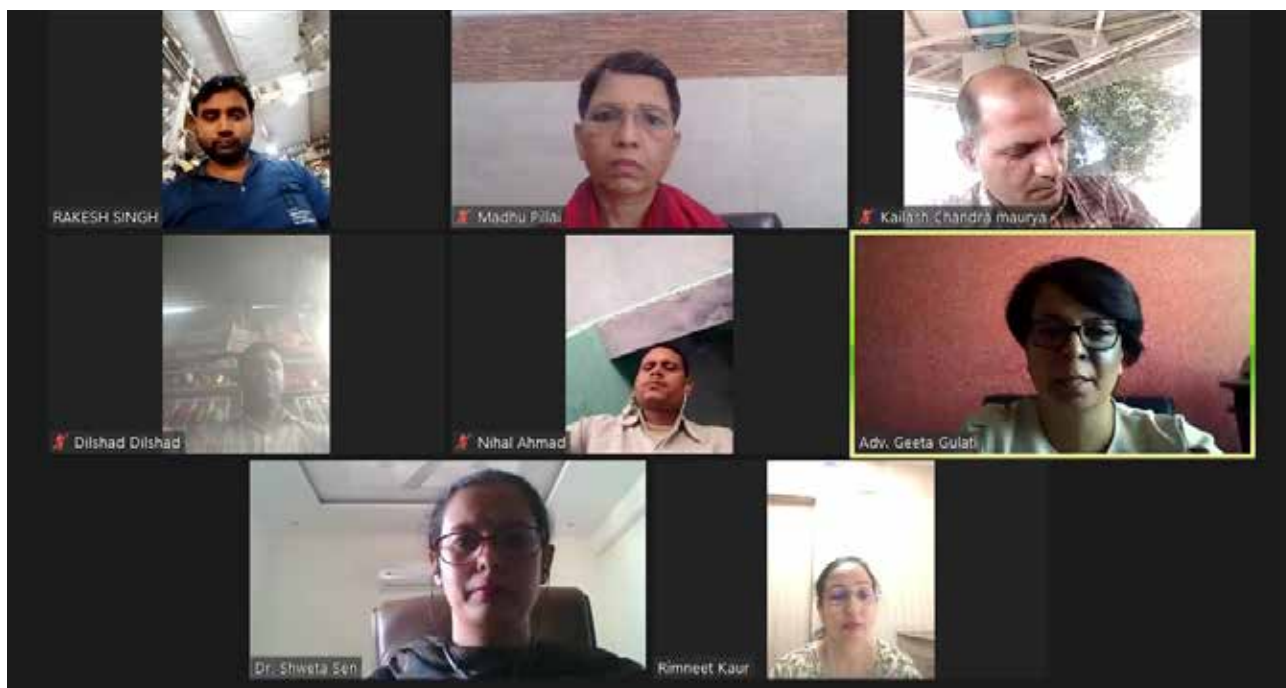 RAKESH SINGH
Madhu Pillai
Kailash Chandra maurya
Dilshad Dilshad
Nihal Ahmad
Adv. Geeta Gulati
Dr. Shweta Sen
Rimneet Kaur